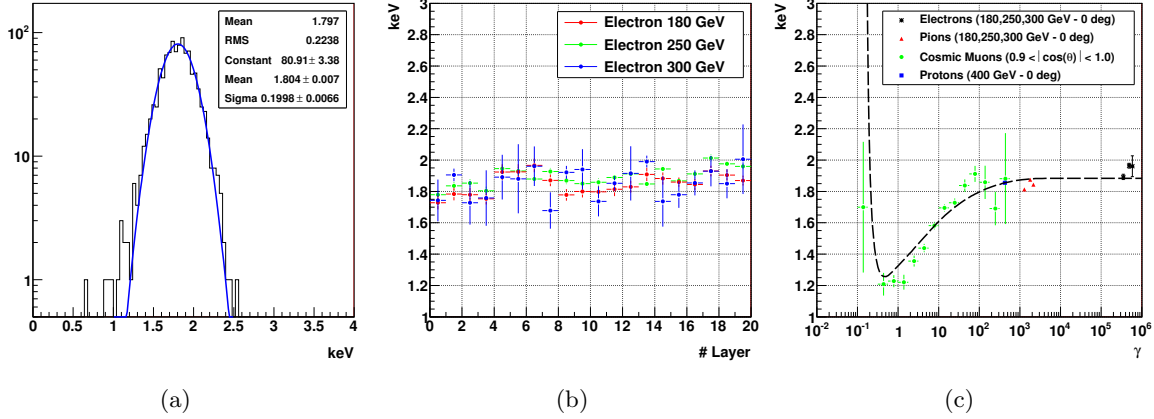 Mean 1.797
RMS 0.2238
Constant 80.91 ± 3.38
Mean 1.804 ± 0.007
Sigma 0.1998 ± 0.0066
10²
10
1
0 0.5 1 1.5 2 2.5 3 3.5 4
keV
(a)
keV
Electron 180 GeV
Electron 250 GeV
Electron 300 GeV
3
2.8
2.6
2.4
2.2
2
1.8
1.6
1.4
1.2
1
0 2 4 6 8 10 12 14 16 18 20
# Layer
(b)
keV
Electrons (180,250,300 GeV - 0 deg)
Pions (180,250,300 GeV - 0 deg)
Cosmic Muons (0.9 < |cos(θ)| < 1.0)
Protons (400 GeV - 0 deg)
3
2.8
2.6
2.4
2.2
2
1.8
1.6
1.4
1.2
1
10⁻² 10⁻¹ 1 10 10² 10³ 10⁴ 10⁵ 10⁶
γ
(c)